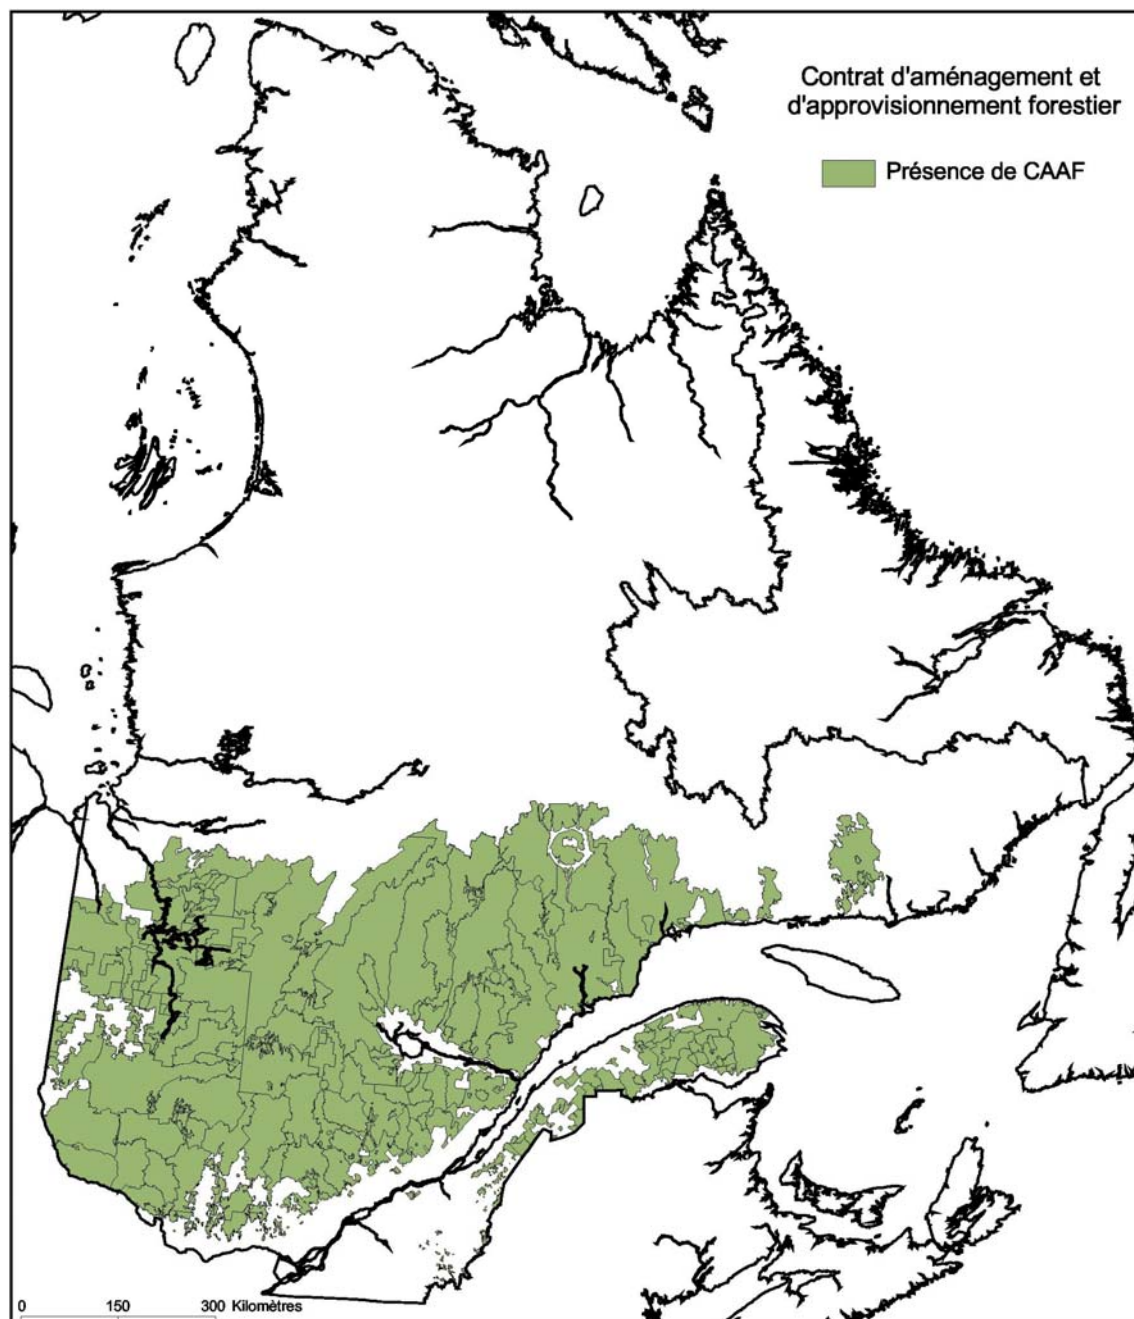 Contrat d'aménagement et
d'approvisionnement forestier
Présence de CAAF
0 150 300 Kilomètres